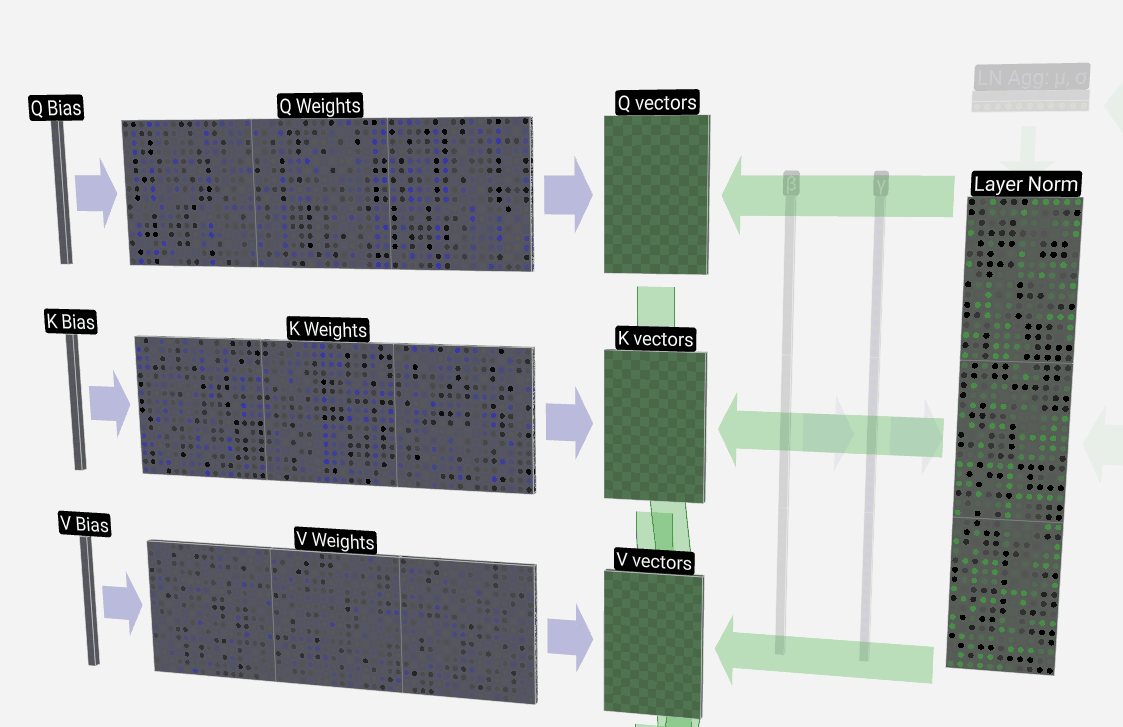 LN Agg: μ, σ
Q Bias
Q Weights
Q vectors
β
γ
Layer Norm
K Bias
K Weights
K vectors
V Bias
V Weights
V vectors